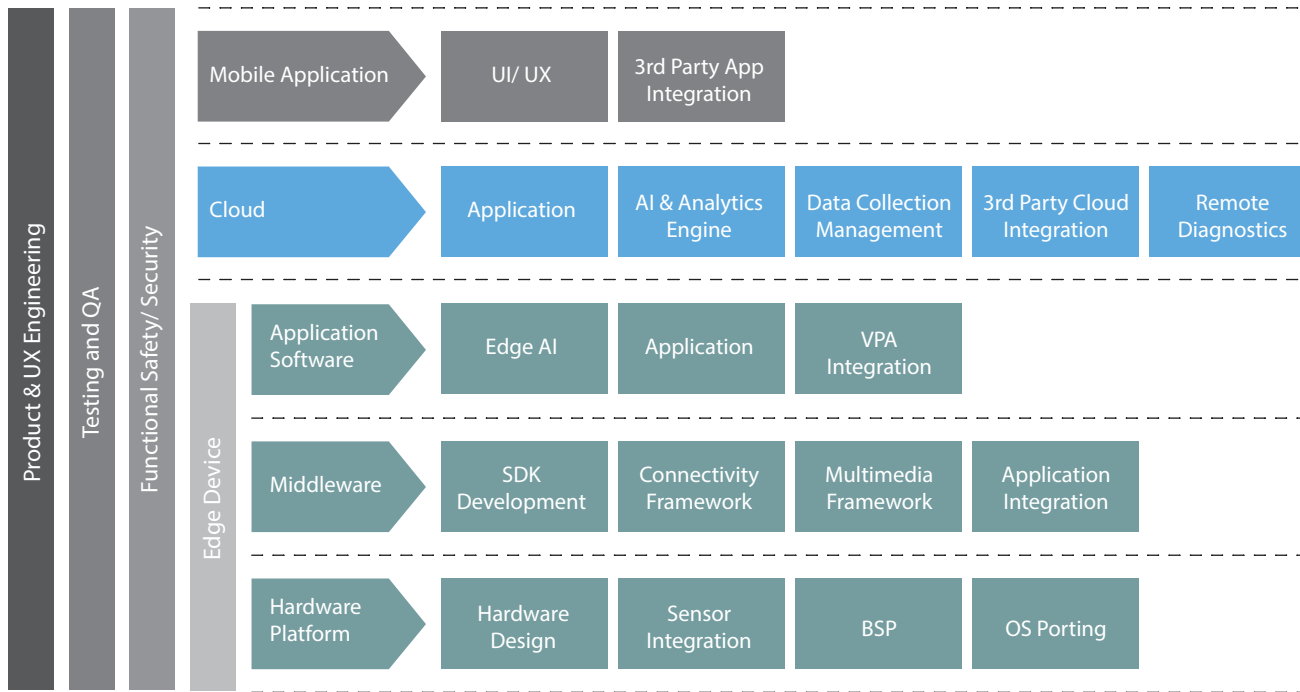 Product & UX Engineering
Testing and QA
Functional Safety/ Security
Mobile Application
UI/ UX
3rd Party App
Integration
Cloud
Application
AI & Analytics
Engine
Data Collection
Management
3rd Party Cloud
Integration
Remote
Diagnostics
Edge Device
Application
Software
Edge AI
Application
VPA
Integration
Middleware
SDK
Development
Connectivity
Framework
Multimedia
Framework
Application
Integration
Hardware
Platform
Hardware
Design
Sensor
Integration
BSP
OS Porting